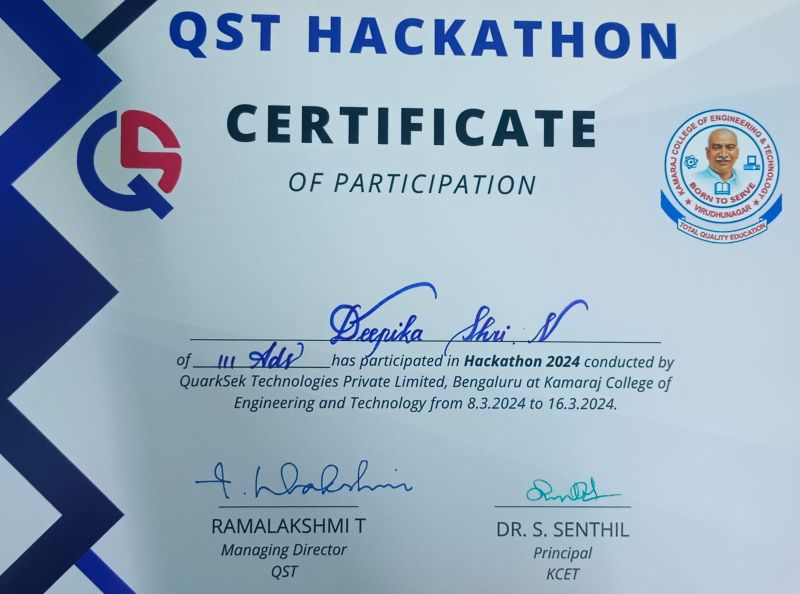 QST HACKATHON
CERTIFICATE
OF PARTICIPATION
KAMARAJ COLLEGE OF ENGINEERING & TECHNOLOGY
BORN TO SERVE
★ VIRUDHUNAGAR ★
TOTAL QUALITY EDUCATION
QS
Deepika Shri. N
of III Ads has participated in Hackathon 2024 conducted by
QuarkSek Technologies Private Limited, Bengaluru at Kamaraj College of
Engineering and Technology from 8.3.2024 to 16.3.2024.
T. Ramalakshmi
RAMALAKSHMI T
Managing Director
QST
DR. S. SENTHIL
Principal
KCET